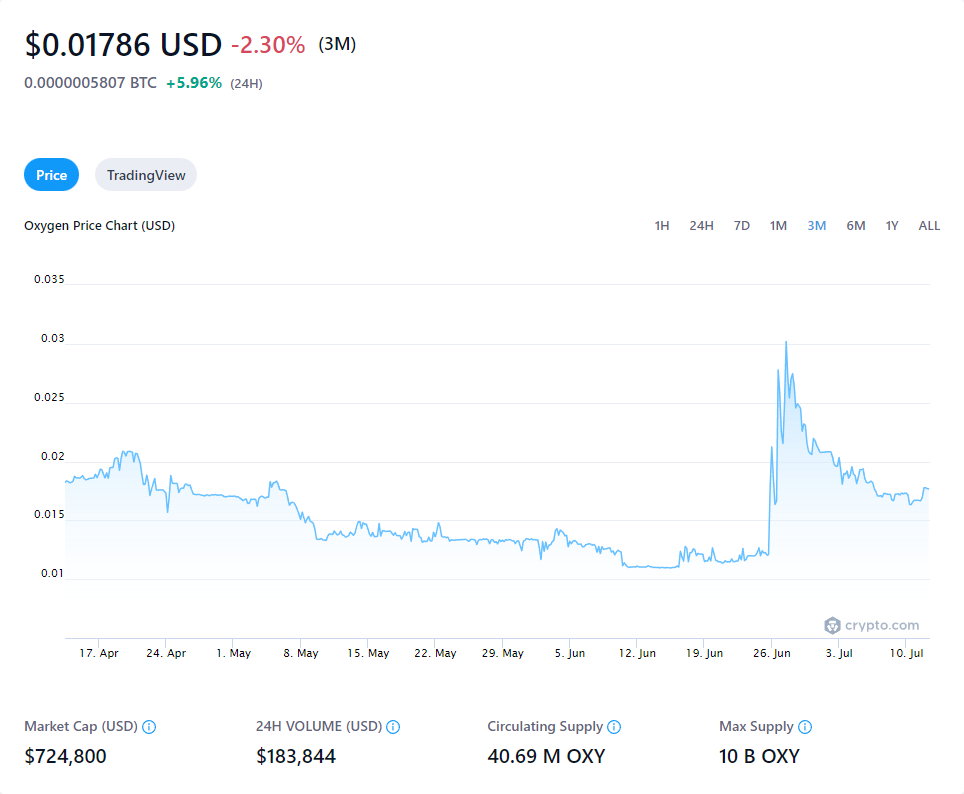 $0.01786 USD -2.30% (3M)
0.0000005807 BTC +5.96% (24H)
Price TradingView
Oxygen Price Chart (USD) 1H 24H 7D 1M 3M 6M 1Y ALL
0.035
0.03
0.025
0.02
0.015
0.01
crypto.com
17. Apr 24. Apr 1. May 8. May 15. May 22. May 29. May 5. Jun 12. Jun 19. Jun 26. Jun 3. Jul 10. Jul
Market Cap (USD) 24H VOLUME (USD) Circulating Supply Max Supply
$724,800 $183,844 40.69 M OXY 10 B OXY